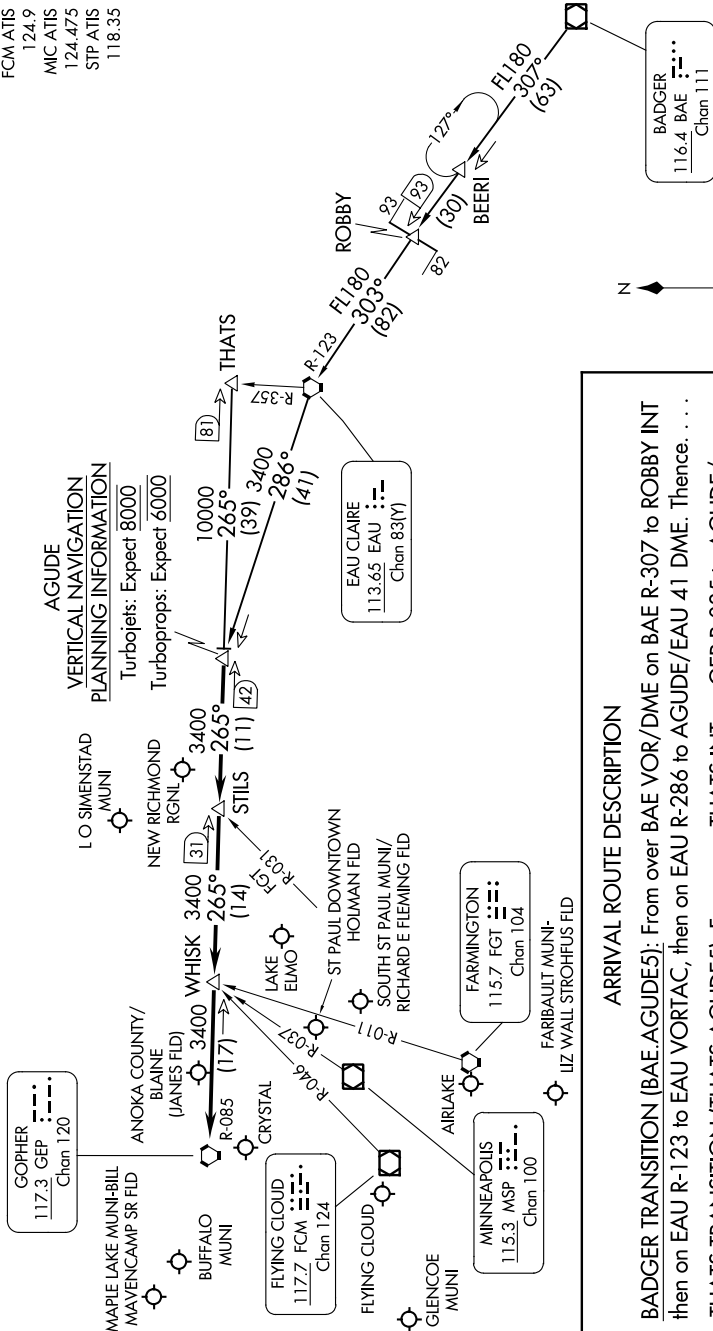 FCM ATIS
124.9
MIC ATIS
124.475
STP ATIS
118.35
GOPHER
117.3 GEP
Chan 120
MAPLE LAKE MUNI-BILL
MAVENCAMP SR FLD
BUFFALO
MUNI
ANOKA COUNTY/
BLAINE
(JANES FLD)
R-085
CRYSTAL
3400
(17)
WHISK
3400
265°
(14)
31
STILS
3400
265°
(11)
42
L O SIMENSTAD
MUNI
NEW RICHMOND
RGNL
AGUDE
VERTICAL NAVIGATION
PLANNING INFORMATION
Turbojets: Expect 8000
Turboprops: Expect 6000
10000
265°
(39)
81
THATS
R-357
3400
286°
(41)
R-123
FL180
303°
(82)
ROBBY
93
93
82
(30)
BEERI
127°
FL180
307°
(63)
BADGER
116.4 BAE
Chan 111
N
EAU CLAIRE
113.65 EAU
Chan 83(Y)
FGT
R-031
LAKE
ELMO
ST PAUL DOWNTOWN
HOLMAN FLD
SOUTH ST PAUL MUNI/
RICHARD E FLEMING FLD
R-011
R-037
R-046
FARMINGTON
115.7 FGT
Chan 104
AIRLAKE
FARIBAULT MUNI-
LIZ WALL STROHFUS FLD
FLYING CLOUD
117.7 FCM
Chan 124
FLYING CLOUD
MINNEAPOLIS
115.3 MSP
Chan 100
GLENCOE
MUNI
ARRIVAL ROUTE DESCRIPTION
BADGER TRANSITION (BAE.AGUDE5): From over BAE VOR/DME on BAE R-307 to ROBBY INT
then on EAU R-123 to EAU VORTAC, then on EAU R-286 to AGUDE/EAU 41 DME. Thence. . . .